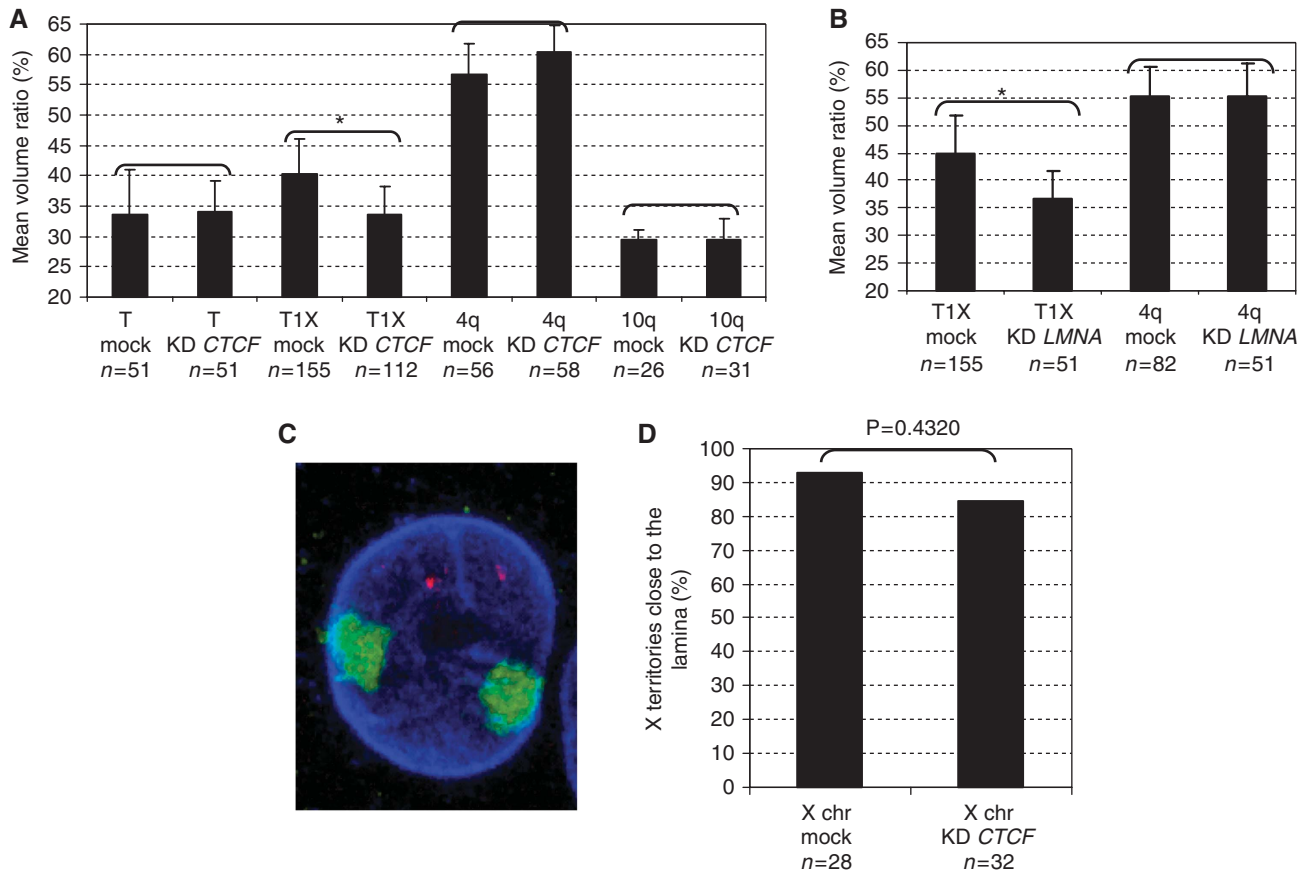 A
Mean volume ratio (%)
65
60
55
50
45
40
35
30
25
20
*
T
mock
n=51
T
KD CTCF
n=51
T1X
mock
n=155
T1X
KD CTCF
n=112
4q
mock
n=56
4q
KD CTCF
n=58
10q
mock
n=26
10q
KD CTCF
n=31
B
Mean volume ratio (%)
65
60
55
50
45
40
35
30
25
20
*
T1X
mock
n=155
T1X
KD LMNA
n=51
4q
mock
n=82
4q
KD LMNA
n=51
C
D
P=0.4320
X territories close to the
lamina (%)
100
90
80
70
60
50
40
30
20
10
0
X chr
mock
n=28
X chr
KD CTCF
n=32